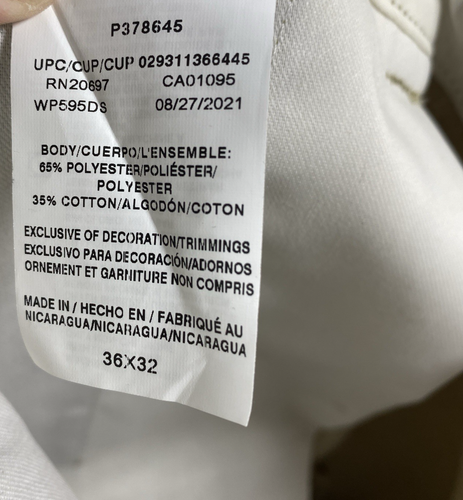 P378645
UPC/CUP/CUP 029311366445
RN20697 CA01095
WP595DS 08/27/2021
BODY/CUERPO/L'ENSEMBLE:
65% POLYESTER/POLIÉSTER/
POLYESTER
35% COTTON/ALGODÓN/COTON
EXCLUSIVE OF DECORATION/TRIMMINGS
EXCLUSIVO PARA DECORACIÓN/ADORNOS
ORNEMENT ET GARNITURE NON COMPRIS
MADE IN / HECHO EN / FABRIQUÉ AU
NICARAGUA/NICARAGUA/NICARAGUA
36X32